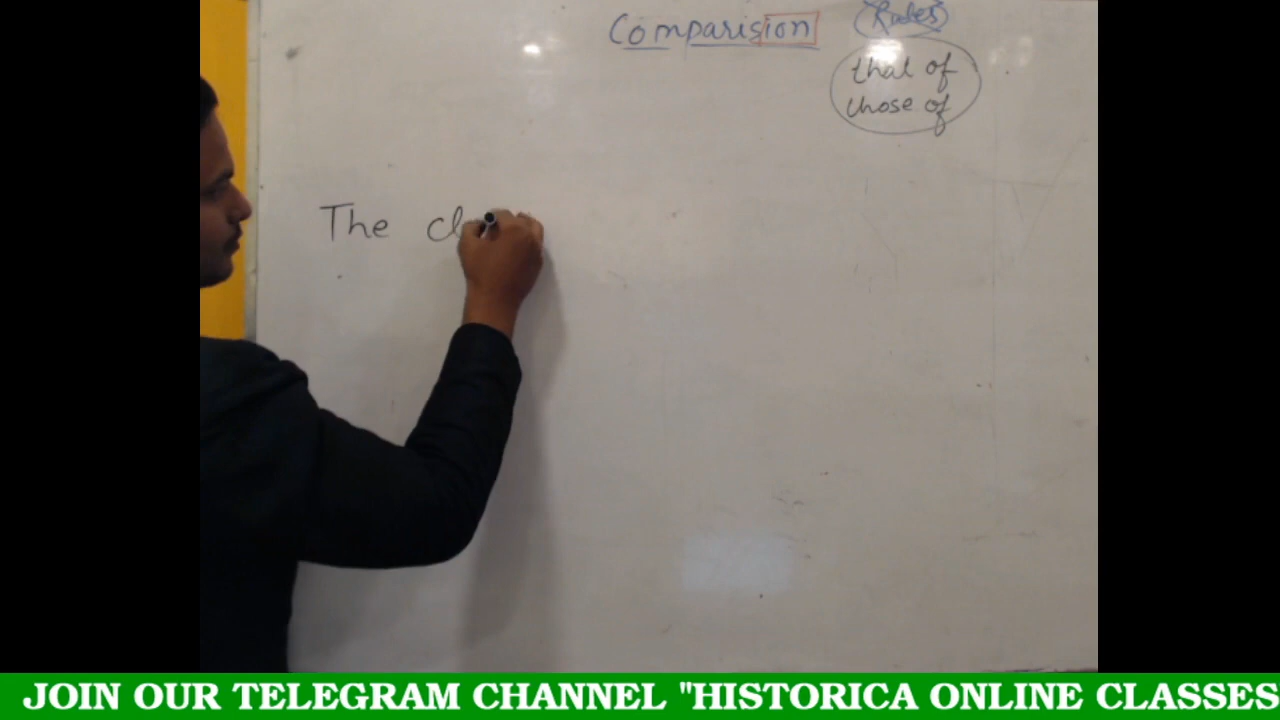 Comparision Rules
that of
those of
The cl
JOIN OUR TELEGRAM CHANNEL "HISTORICA ONLINE CLASSES